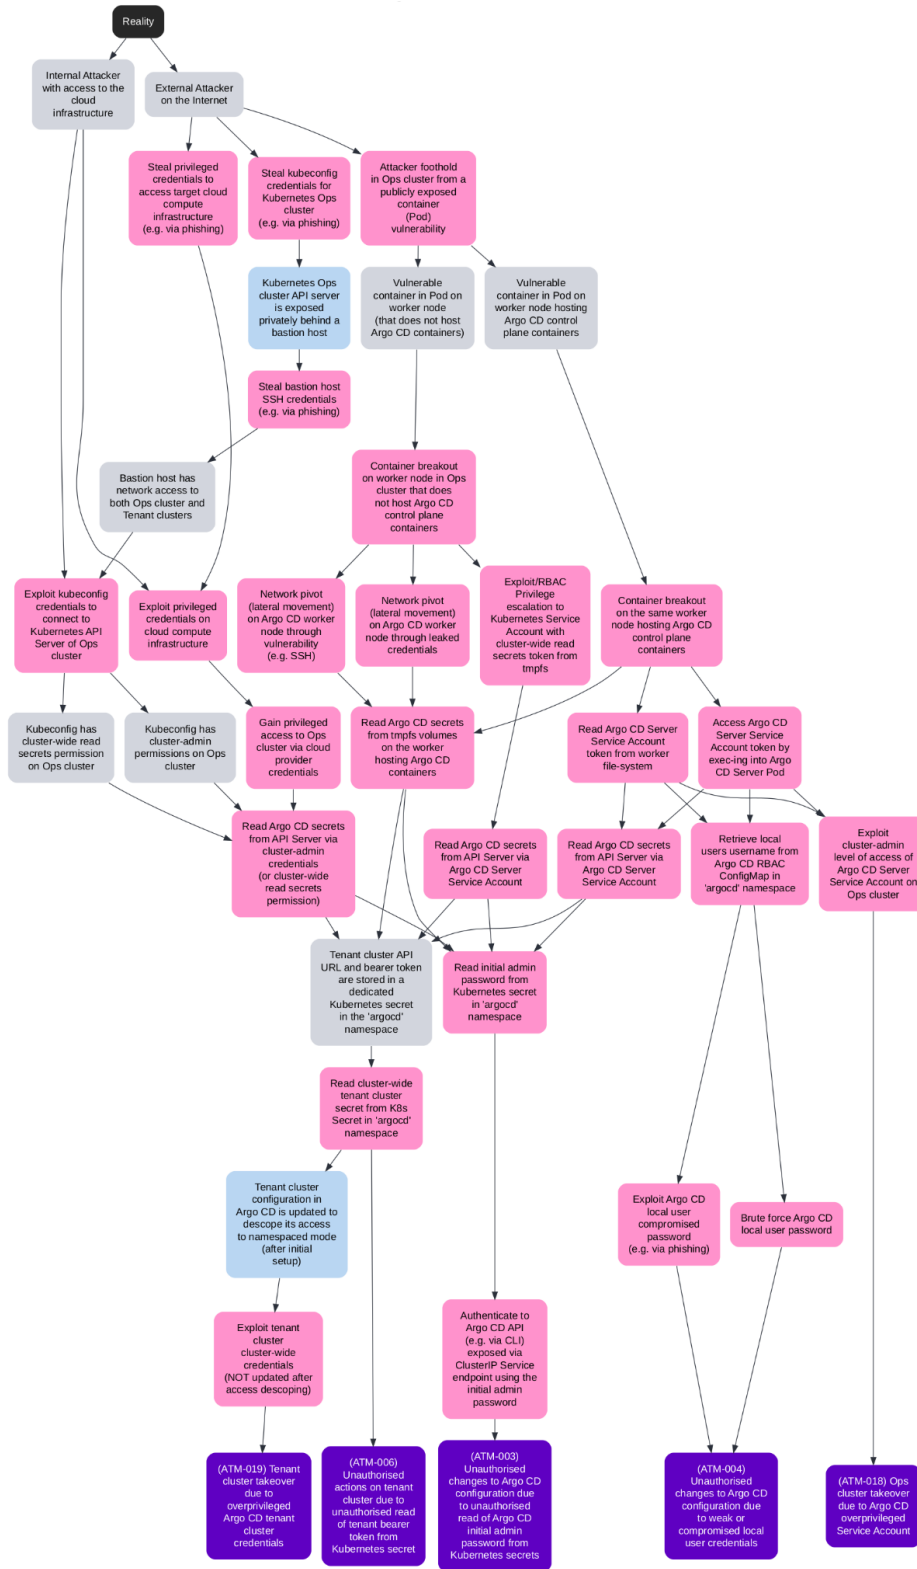 Reality
Internal Attacker
with access to the
cloud
infrastructure
External Attacker
on the Internet
Steal privileged
credentials to
access target cloud
compute
infrastructure
(e.g. via phishing)
Steal kubeconfig
credentials for
Kubernetes Ops
cluster
(e.g. via phishing)
Attacker foothold
in Ops cluster from a
publicly exposed
container
(Pod)
vulnerability
Kubernetes Ops
cluster API server
is exposed
privately behind a
bastion host
Vulnerable
container in Pod on
worker node
(that does not host
Argo CD containers)
Vulnerable
container in Pod on
worker node hosting
Argo CD control
plane containers
Steal bastion host
SSH credentials
(e.g. via phishing)
Bastion host has
network access to
both Ops cluster and
Tenant clusters
Container breakout
on worker node in Ops
cluster that does
not host Argo CD
control plane
containers
Exploit kubeconfig
credentials to
connect to
Kubernetes API
Server of Ops
cluster
Exploit privileged
credentials on
cloud compute
infrastructure
Network pivot
(lateral movement)
on Argo CD worker
node through
vulnerability
(e.g. SSH)
Network pivot
(lateral movement)
on Argo CD worker
node through leaked
credentials
Exploit/RBAC
Privilege
escalation to
Kubernetes Service
Account with
cluster-wide read
secrets token from
tmpfs
Container breakout
on the same worker
node hosting Argo CD
control plane
containers
Kubeconfig has
cluster-wide read
secrets permission
on Ops cluster
Kubeconfig has
cluster-admin
permissions on Ops
cluster
Gain privileged
access to Ops
cluster via cloud
provider
credentials
Read Argo CD secrets
from tmpfs volumes
on the worker
hosting Argo CD
containers
Read Argo CD Server
Service Account
token from worker
file-system
Access Argo CD
Server Service
Account token by
exec-ing into Argo
CD Server Pod
Read Argo CD secrets
from API Server via
cluster-admin
credentials
(or cluster-wide
read secrets
permission)
Read Argo CD secrets
from API Server via
Argo CD Server
Service Account
Read Argo CD secrets
from API Server via
Argo CD Server
Service Account
Retrieve local
users username from
Argo CD RBAC
ConfigMap in
'argocd' namespace
Exploit
cluster-admin
level of access of
Argo CD Server
Service Account on
Ops cluster
Tenant cluster API
URL and bearer token
are stored in a
dedicated
Kubernetes secret
in the 'argocd'
namespace
Read initial admin
password from
Kubernetes secret
in 'argocd'
namespace
Read cluster-wide
tenant cluster
secret from K8s
Secret in 'argocd'
namespace
Tenant cluster
configuration in
Argo CD is updated to
descope its access
to namespaced mode
(after initial
setup)
Exploit Argo CD
local user
compromised
password
(e.g. via phishing)
Brute force Argo CD
local user password
Exploit tenant
cluster
cluster-wide
credentials
(NOT updated after
access descoping)
Authenticate to
Argo CD API
(e.g. via CLI)
exposed via
ClusterIP Service
endpoint using the
initial admin
password
(ATM-019) Tenant
cluster takeover
due to
overprivileged
Argo CD tenant
cluster
credentials
(ATM-006)
Unauthorised
actions on tenant
cluster due to
unauthorised read
of tenant bearer
token from
Kubernetes secret
(ATM-003)
Unauthorised
changes to Argo CD
configuration due
to unauthorised
read of Argo CD
initial admin
password from
Kubernetes secrets
(ATM-004)
Unauthorised
changes to Argo CD
configuration due
to weak or
compromised local
user credentials
(ATM-018) Ops
cluster takeover
due to Argo CD
overprivileged
Service Account